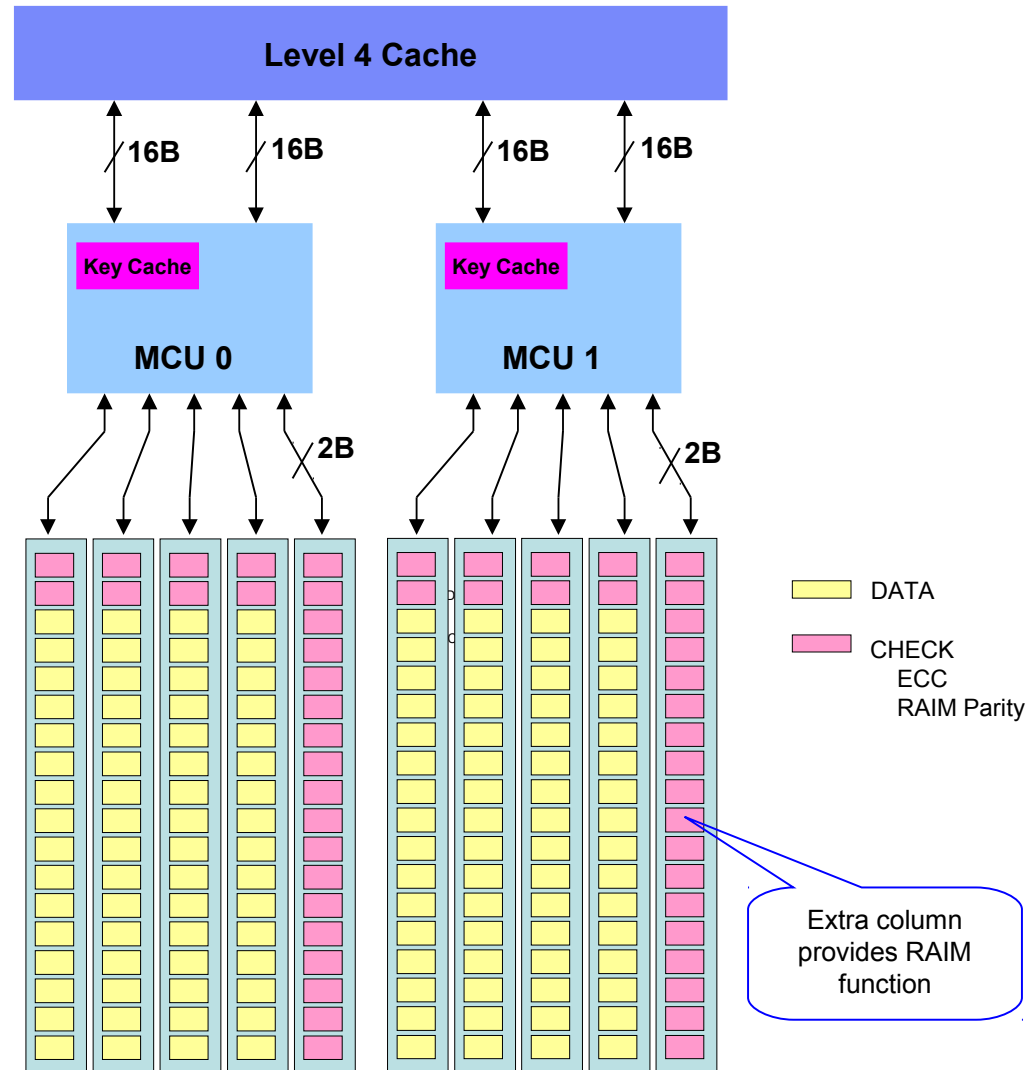 Level 4 Cache
16B
16B
16B
16B
Key Cache
Key Cache
MCU 0
MCU 1
2B
2B
DATA
CHECK
ECC
RAIM Parity
Extra column
provides RAIM
function